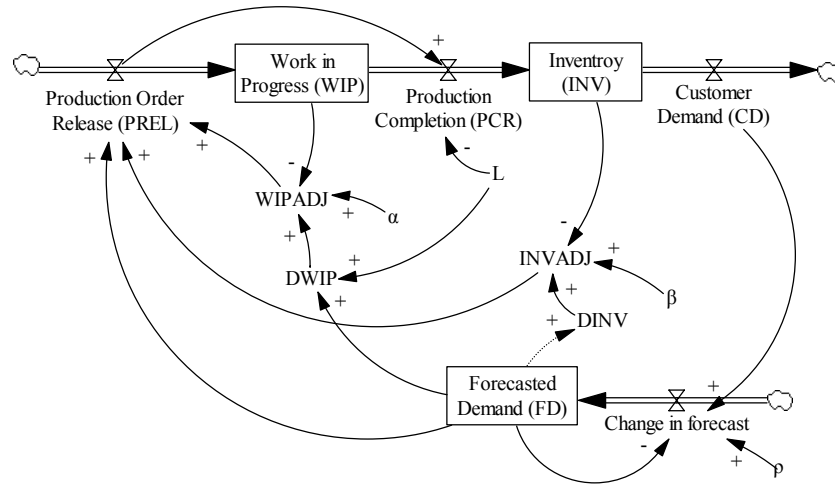 +
Work in
Progress (WIP)
Inventroy
(INV)
Production Order
Release (PREL)
Production
Completion (PCR)
Customer
Demand (CD)
+
+
+
-
-
L
WIPADJ
+
α
+
-
DWIP
+
+
INVADJ
+
β
+
DINV
+
Forecasted
Demand (FD)
+
Change in forecast
-
+
ρ